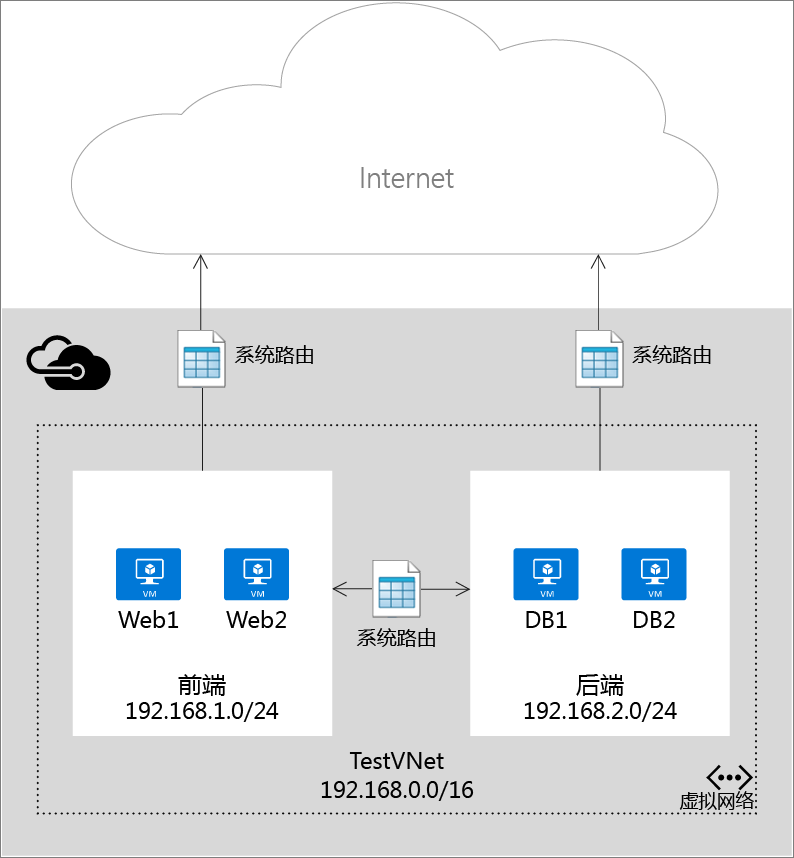 Internet
系统路由
系统路由
VM
VM
VM
VM
Web1
Web2
DB1
DB2
系统路由
前端
192.168.1.0/24
后端
192.168.2.0/24
TestVNet
192.168.0.0/16
虚拟网络